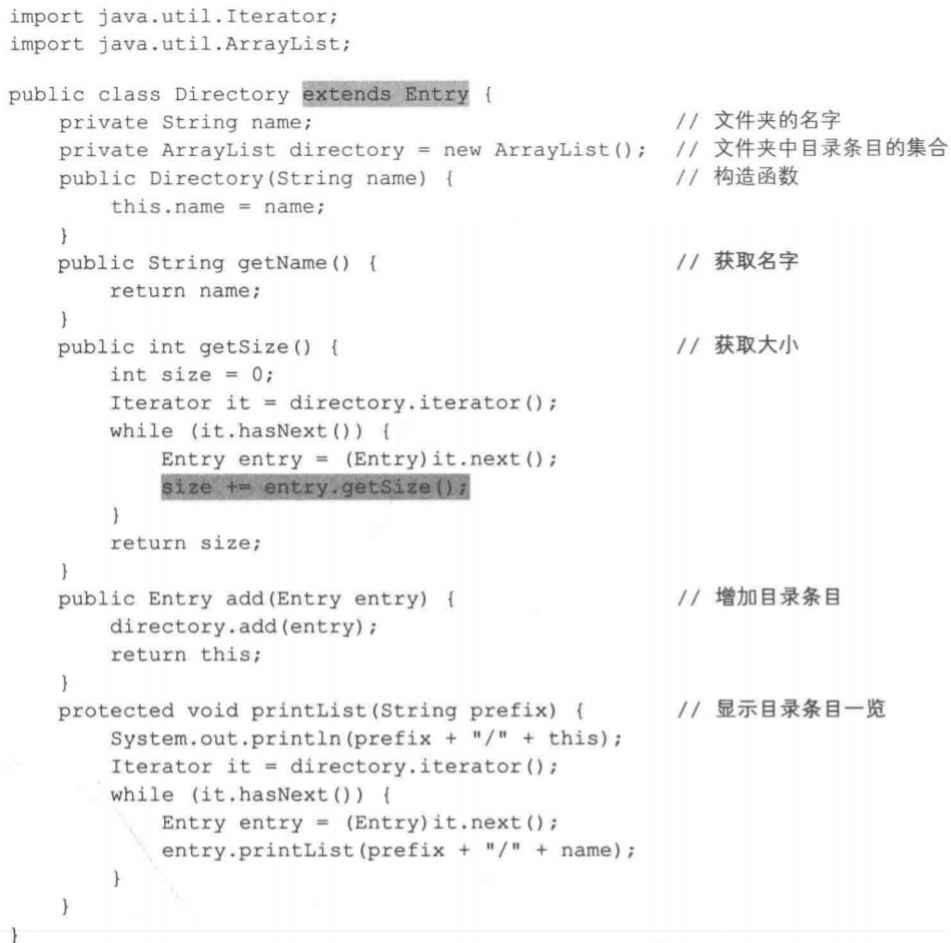 import java.util.Iterator;
import java.util.ArrayList;

public class Directory extends Entry {
    private String name;                              // 文件夹的名字
    private ArrayList directory = new ArrayList();  // 文件夹中目录条目的集合
    public Directory(String name) {                   // 构造函数
        this.name = name;
    }
    public String getName() {                         // 获取名字
        return name;
    }
    public int getSize() {                            // 获取大小
        int size = 0;
        Iterator it = directory.iterator();
        while (it.hasNext()) {
            Entry entry = (Entry)it.next();
            size += entry.getSize();
        }
        return size;
    }
    public Entry add(Entry entry) {                   // 增加目录条目
        directory.add(entry);
        return this;
    }
    protected void printList(String prefix) {         // 显示目录条目一览
        System.out.println(prefix + "/" + this);
        Iterator it = directory.iterator();
        while (it.hasNext()) {
            Entry entry = (Entry)it.next();
            entry.printList(prefix + "/" + name);
        }
    }
}